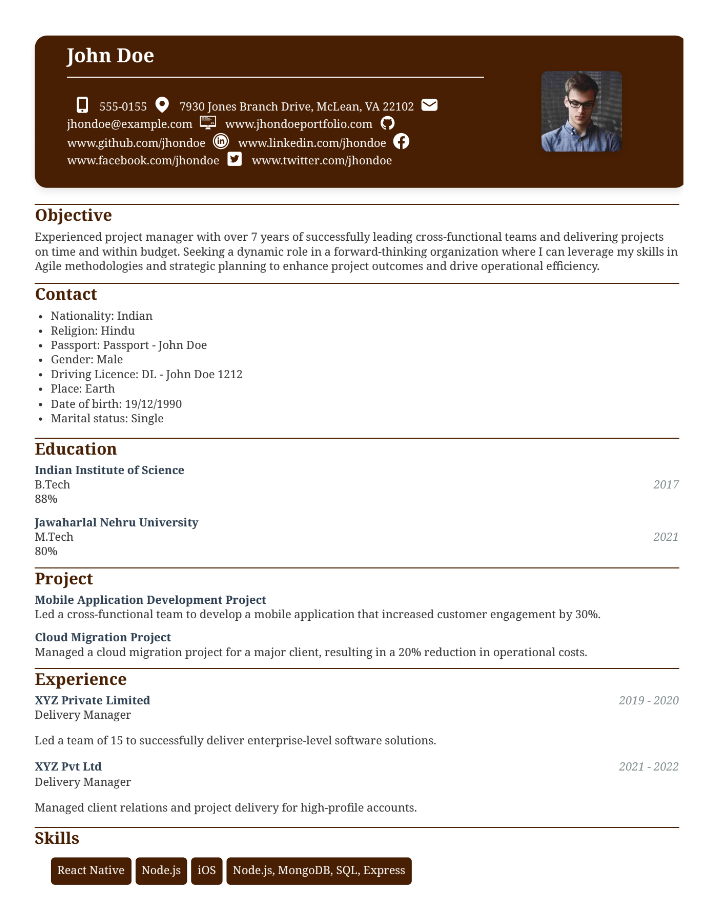 John Doe
555-0155 7930 Jones Branch Drive, McLean, VA 22102
jhondoe@example.com www.jhondoeportfolio.com
www.github.com/jhondoe www.linkedin.com/jhondoe
www.facebook.com/jhondoe www.twitter.com/jhondoe
Objective
Experienced project manager with over 7 years of successfully leading cross-functional teams and delivering projects
on time and within budget. Seeking a dynamic role in a forward-thinking organization where I can leverage my skills in
Agile methodologies and strategic planning to enhance project outcomes and drive operational efficiency.
Contact
• Nationality: Indian
• Religion: Hindu
• Passport: Passport - John Doe
• Gender: Male
• Driving Licence: DL - John Doe 1212
• Place: Earth
• Date of birth: 19/12/1990
• Marital status: Single
Education
Indian Institute of Science
B.Tech 2017
88%
Jawaharlal Nehru University
M.Tech 2021
80%
Project
Mobile Application Development Project
Led a cross-functional team to develop a mobile application that increased customer engagement by 30%.
Cloud Migration Project
Managed a cloud migration project for a major client, resulting in a 20% reduction in operational costs.
Experience
XYZ Private Limited 2019 - 2020
Delivery Manager
Led a team of 15 to successfully deliver enterprise-level software solutions.
XYZ Pvt Ltd 2021 - 2022
Delivery Manager
Managed client relations and project delivery for high-profile accounts.
Skills
React Native Node.js iOS Node.js, MongoDB, SQL, Express